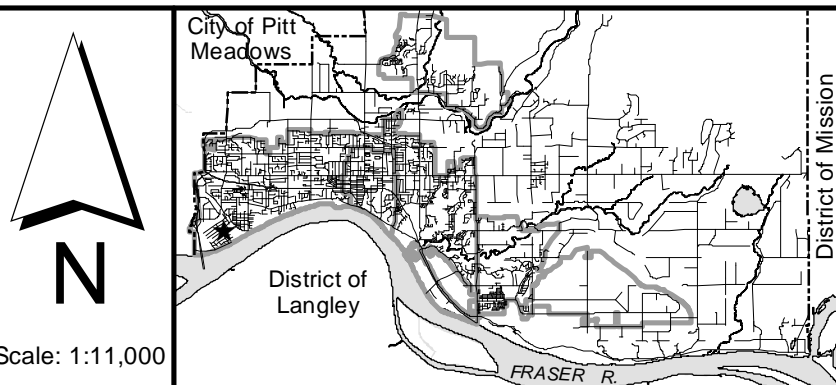 N
Scale: 1:11,000
City of Pitt
Meadows
District of
Langley
District of Mission
FRASER R.